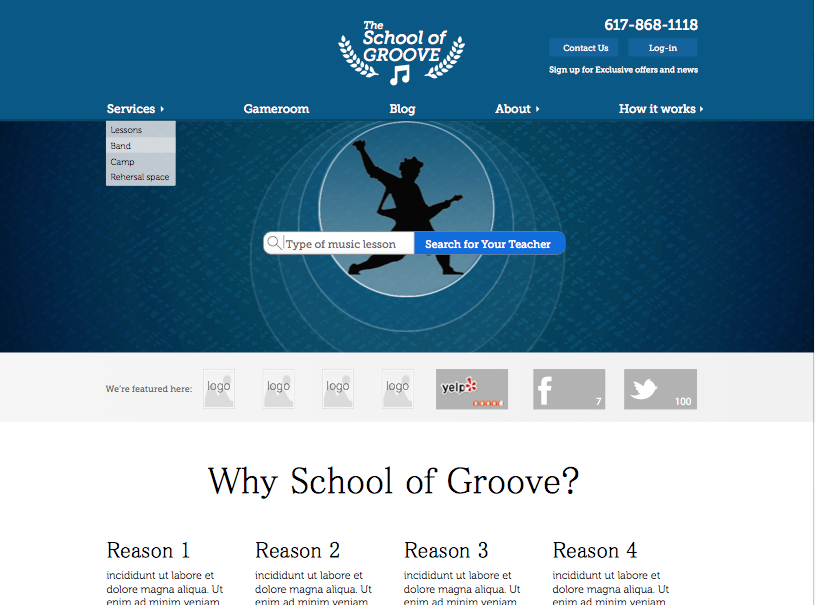 The
School of
GROOVE
617-868-1118
Contact Us
Log-in
Sign up for Exclusive offers and news
Services
Gameroom
Blog
About
How it works
Lessons
Band
Camp
Rehersal space
Type of music lesson
Search for Your Teacher
We're featured here:
logo
logo
logo
logo
yelp
f
7
100
Why School of Groove?
Reason 1
incididunt ut labore et
dolore magna aliqua. Ut
enim ad minim veniam
Reason 2
incididunt ut labore et
dolore magna aliqua. Ut
enim ad minim veniam
Reason 3
incididunt ut labore et
dolore magna aliqua. Ut
enim ad minim veniam
Reason 4
incididunt ut labore et
dolore magna aliqua. Ut
enim ad minim veniam